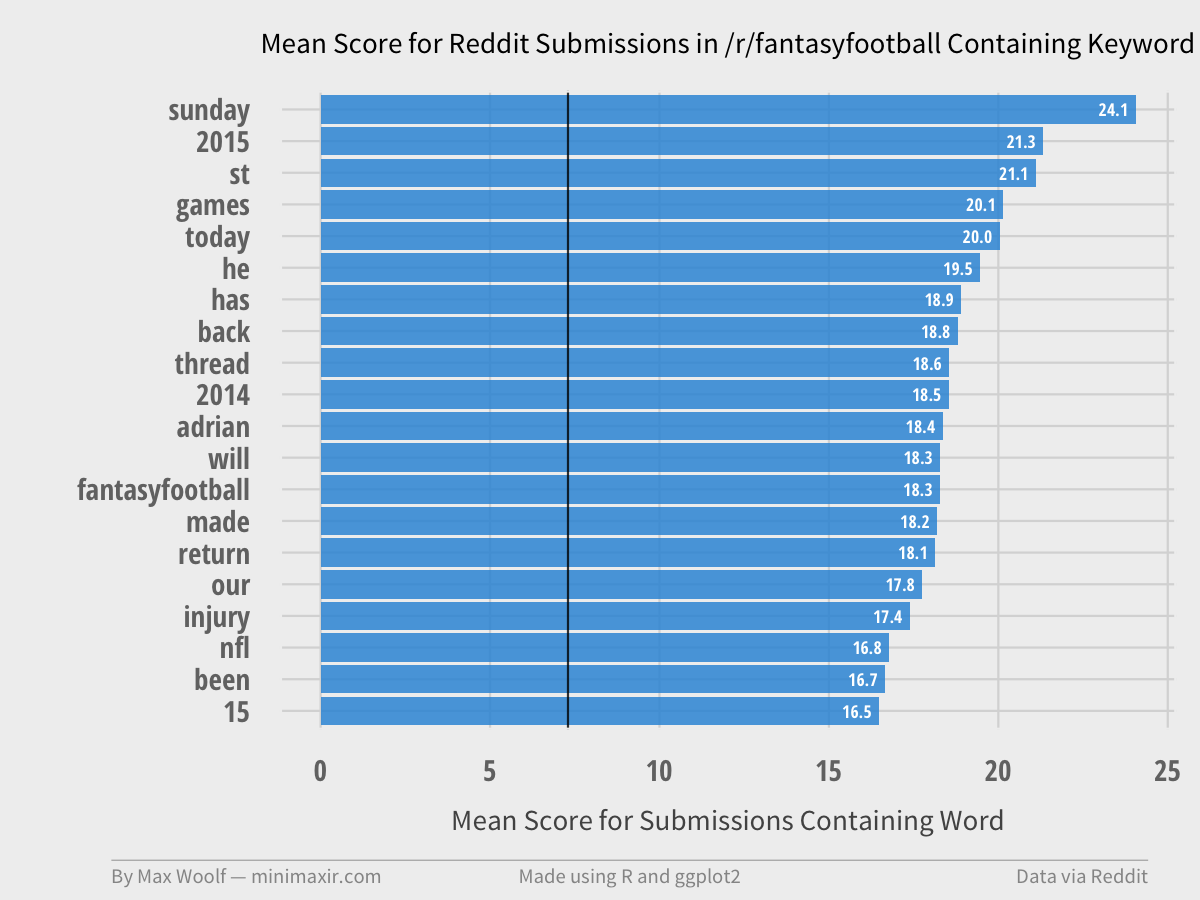 Mean Score for Reddit Submissions in /r/fantasyfootball Containing Keyword
sunday 24.1
2015 21.3
st 21.1
games 20.1
today 20.0
he 19.5
has 18.9
back 18.8
thread 18.6
2014 18.5
adrian 18.4
will 18.3
fantasyfootball 18.3
made 18.2
return 18.1
our 17.8
injury 17.4
nfl 16.8
been 16.7
15 16.5
0 5 10 15 20 25
Mean Score for Submissions Containing Word
By Max Woolf — minimaxir.com Made using R and ggplot2 Data via Reddit